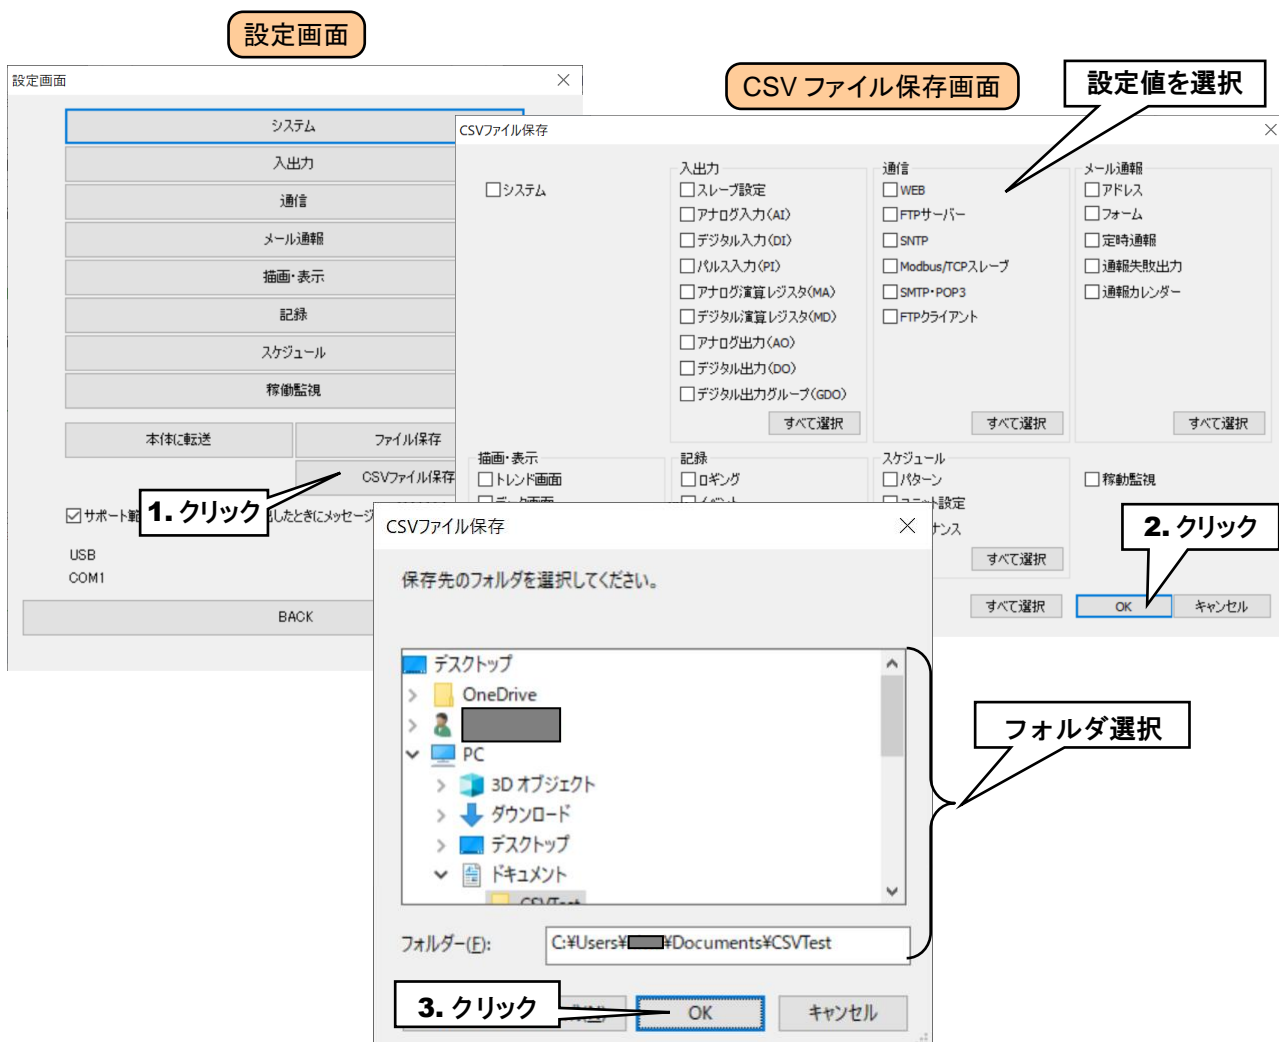 設定画面
設定画面
システム
入出力
通信
メール通報
描画・表示
記録
スケジュール
稼働監視
本体に転送
ファイル保存
CSVファイル保存
1. クリック
サポート範
したときにメッセージ
USB
COM1
BACK
CSV ファイル保存画面
設定値を選択
CSVファイル保存
システム
入出力
スレーブ設定
アナログ入力(AI)
デジタル入力(DI)
パルス入力(PI)
アナログ演算レジスタ(MA)
デジタル演算レジスタ(MD)
アナログ出力(AO)
デジタル出力(DO)
デジタル出力グループ(GDO)
すべて選択
通信
WEB
FTPサーバー
SNTP
Modbus/TCPスレーブ
SMTP・POP3
FTPクライアント
すべて選択
メール通報
アドレス
フォーム
定時通報
通報失敗出力
通報カレンダー
すべて選択
描画・表示
トレンド画面
データ画面
記録
ロギング
イベント
スケジュール
パターン
ユニット設定
ナンス
すべて選択
稼働監視
2. クリック
すべて選択
OK
キャンセル
CSVファイル保存
保存先のフォルダを選択してください。
デスクトップ
OneDrive
PC
3D オブジェクト
ダウンロード
デスクトップ
ドキュメント
CSVTest
フォルダ選択
フォルダー(F):
C:¥Users¥
¥Documents¥CSVTest
3. クリック
OK
キャンセル